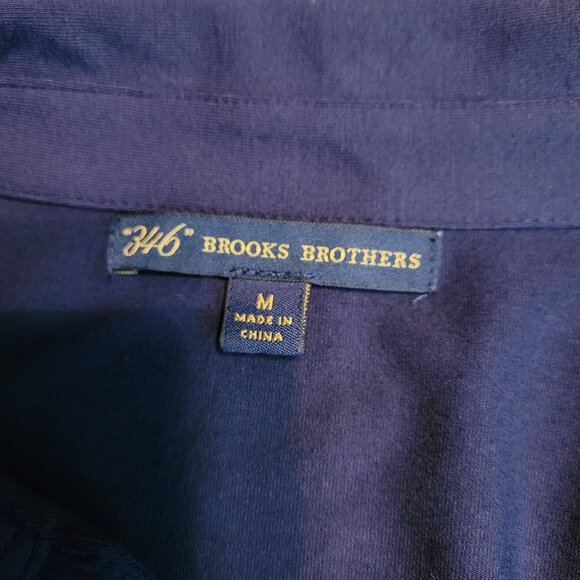 "346" BROOKS BROTHERS
M
MADE IN
CHINA